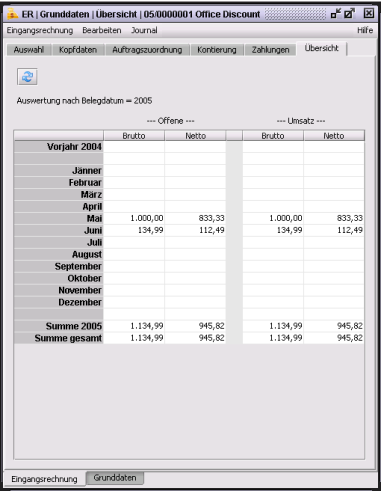 ER | Grunddaten | Übersicht | 05/0000001 Office Discount
Eingangsrechnung Bearbeiten Journal Hilfe
Auswahl Kopfdaten Auftragszuordnung Kontierung Zahlungen Übersicht
Auswertung nach Belegdatum = 2005
--- Offene --- --- Umsatz ---
Brutto Netto Brutto Netto
Vorjahr 2004
Jänner
Februar
März
April
Mai 1.000,00 833,33 1.000,00 833,33
Juni 134,99 112,49 134,99 112,49
Juli
August
September
Oktober
November
Dezember
Summe 2005 1.134,99 945,82 1.134,99 945,82
Summe gesamt 1.134,99 945,82 1.134,99 945,82
Eingangsrechnung Grunddaten